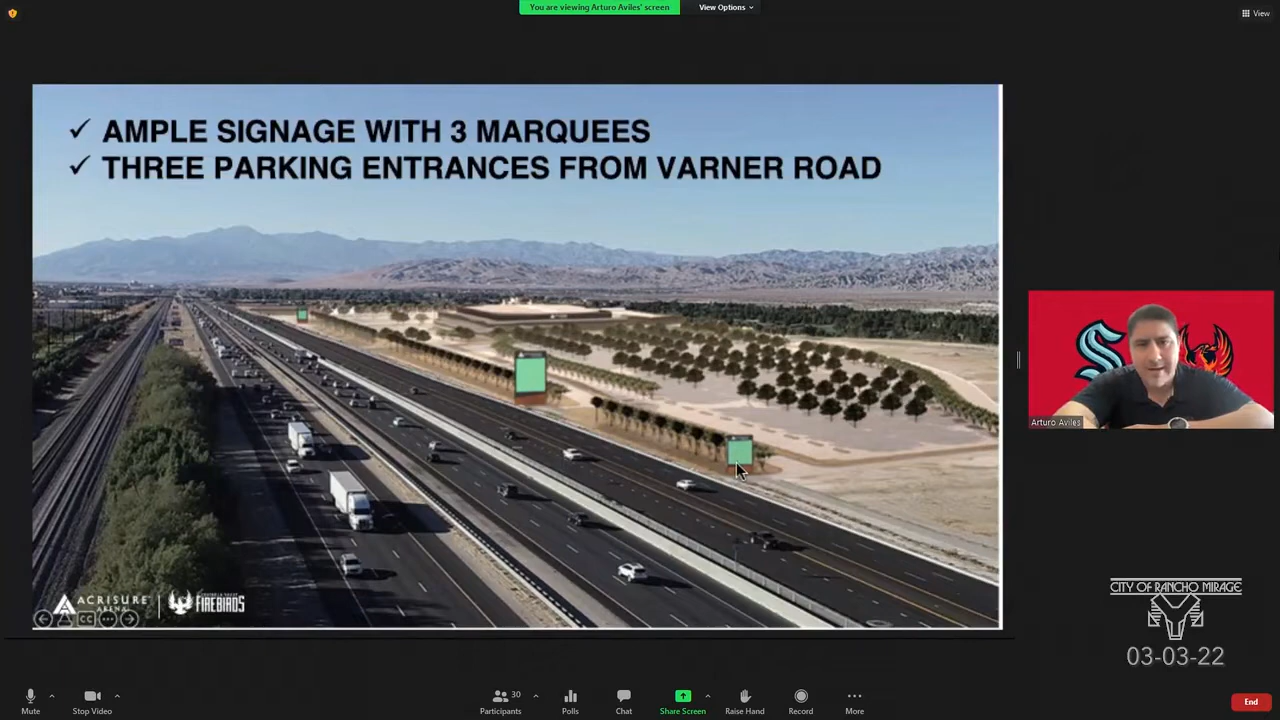 You are viewing Arturo Aviles' screen
View Options
View
✓ AMPLE SIGNAGE WITH 3 MARQUEES
✓ THREE PARKING ENTRANCES FROM VARNER ROAD
Arturo Aviles
ACRISURE
ARENA
FIREBIRDS
CC
CITY OF RANCHO MIRAGE
03-03-22
Mute
Stop Video
30
Participants
Polls
Chat
Share Screen
Raise Hand
Record
More
End